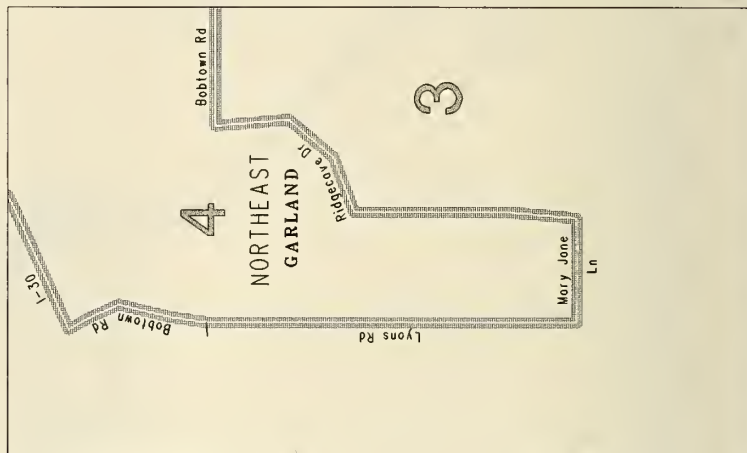 Bobtown Rd
3
4
NORTHEAST
GARLAND
Ridgecove Dr
I-30
Bobtown Rd
Lyons Rd
Mary Jane
Ln